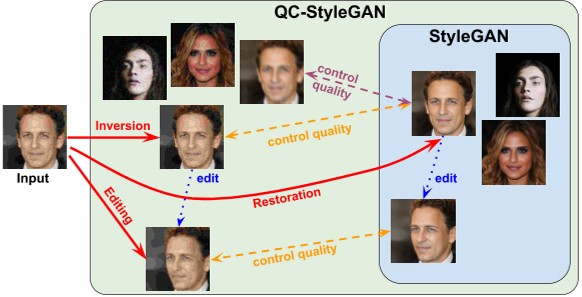 QC-StyleGAN
StyleGAN
control
quality
Inversion
control quality
Input
edit
edit
Restoration
Editing
control quality